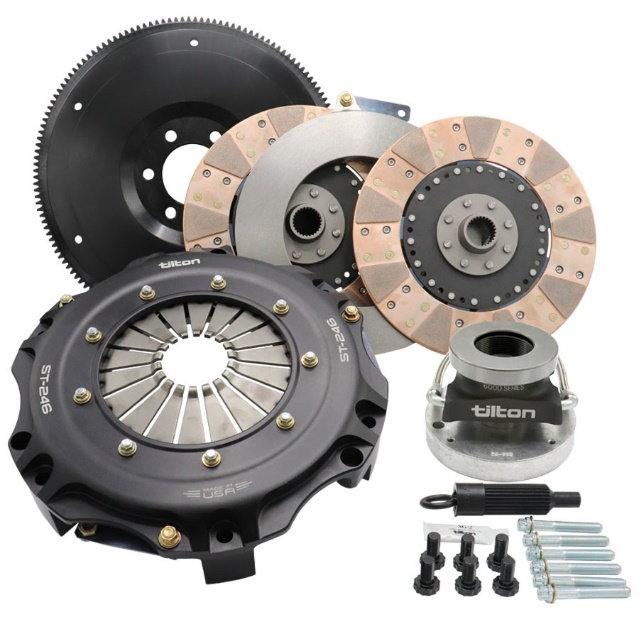 tilton
ST-246
ST-246
MADE IN
USA
6000 SERIES
tilton